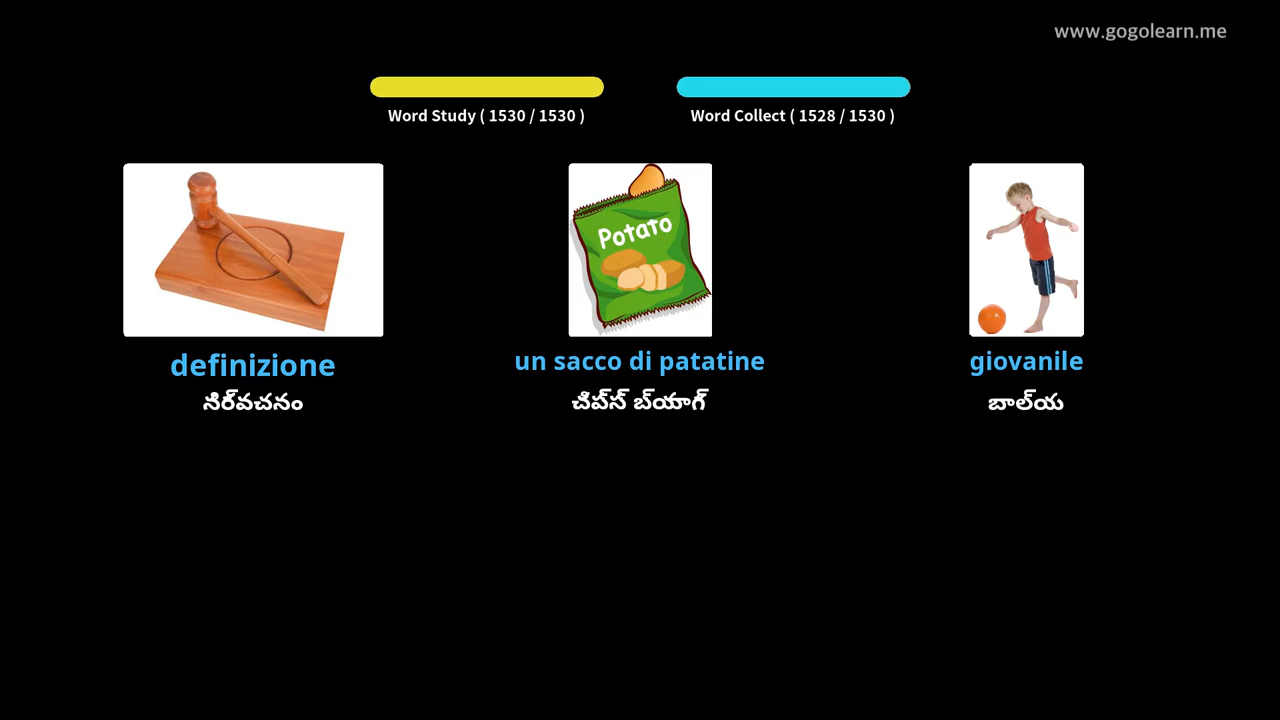 www.gogolearn.me
Word Study ( 1530 / 1530 )
Word Collect ( 1528 / 1530 )
Potato
definizione
un sacco di patatine
giovanile
నిర్‌వచనం
చిప్‌స్ బ్‌యాగ్
బాల్‌య